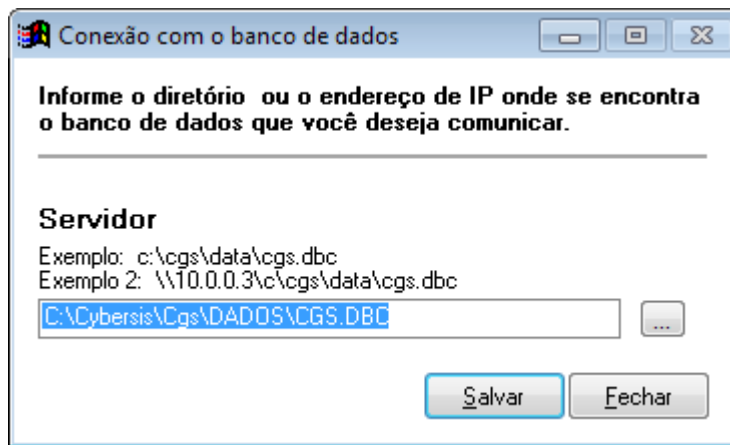 Conexão com o banco de dados
Informe o diretório  ou o endereço de IP onde se encontra
o banco de dados que você deseja comunicar.
Servidor
Exemplo:  c:\cgs\data\cgs.dbc
Exemplo 2:  \\10.0.0.3\c\cgs\data\cgs.dbc
C:\Cybersis\Cgs\DADOS\CGS.DBC
...
Salvar
Fechar